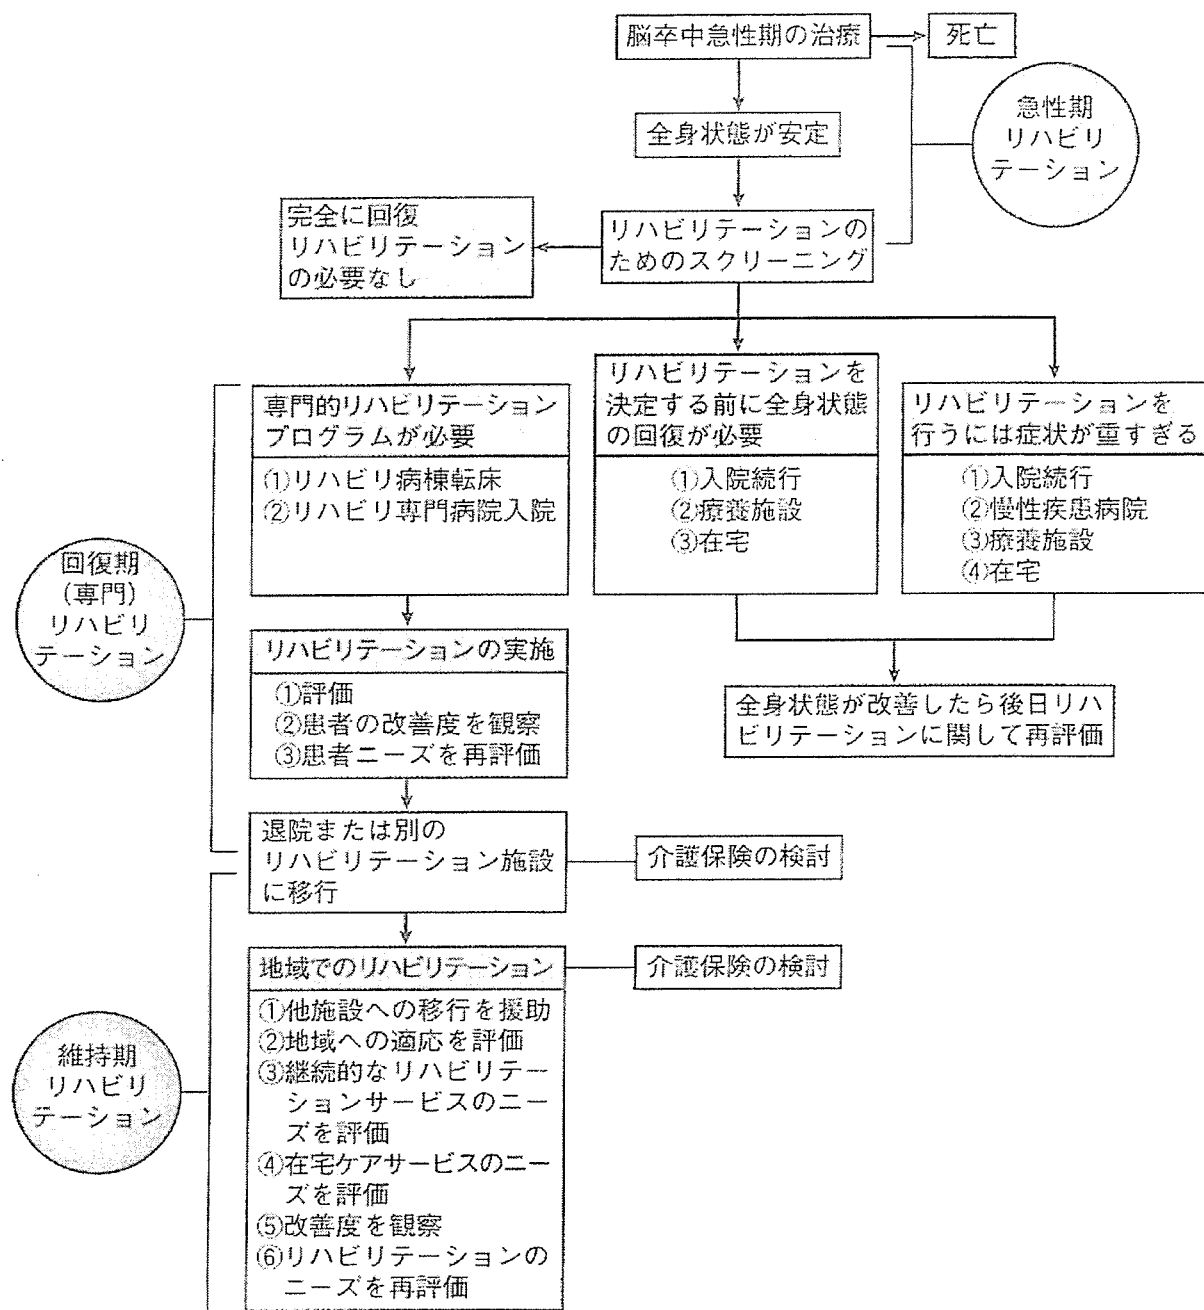 脳卒中急性期の治療
死亡
急性期
リハビリ
テーション
全身状態が安定
完全に回復
リハビリテーション
の必要なし
リハビリテーションの
ためのスクリーニング
専門的リハビリテーション
プログラムが必要
①リハビリ病棟転床
②リハビリ専門病院入院
リハビリテーションを
決定する前に全身状態
の回復が必要
①入院続行
②療養施設
③在宅
リハビリテーションを
行うには症状が重すぎる
①入院続行
②慢性疾患病院
③療養施設
④在宅
回復期
(専門)
リハビリ
テーション
リハビリテーションの実施
①評価
②患者の改善度を観察
③患者ニーズを再評価
全身状態が改善したら後日リハ
ビリテーションに関して再評価
退院または別の
リハビリテーション施設
に移行
介護保険の検討
地域でのリハビリテーション
介護保険の検討
①他施設への移行を援助
②地域への適応を評価
③継続的なリハビリテー
ションサービスのニー
ズを評価
④在宅ケアサービスのニー
ズを評価
⑤改善度を観察
⑥リハビリテーションの
ニーズを再評価
維持期
リハビリ
テーション